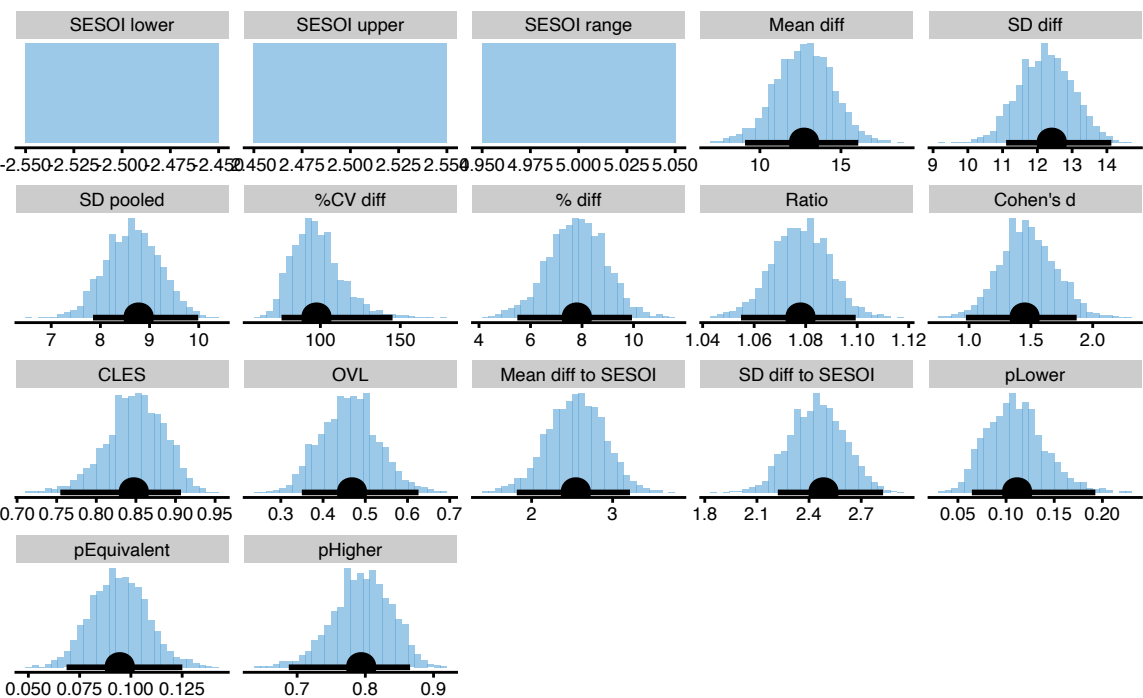 SESOI lower SESOI upper SESOI range Mean diff SD diff
-2.550 -2.525 -2.500 -2.475 -2.450 2.450 2.475 2.500 2.525 2.550 4.950 4.975 5.000 5.025 5.050 10 15 9 10 11 12 13 14
SD pooled %CV diff % diff Ratio Cohen's d
7 8 9 10 100 150 4 6 8 10 1.04 1.06 1.08 1.10 1.12 1.0 1.5 2.0
CLES OVL Mean diff to SESOI SD diff to SESOI pLower
0.70 0.75 0.80 0.85 0.90 0.95 0.3 0.4 0.5 0.6 0.7 2 3 1.8 2.1 2.4 2.7 0.05 0.10 0.15 0.20
pEquivalent pHigher
0.050 0.075 0.100 0.125 0.7 0.8 0.9